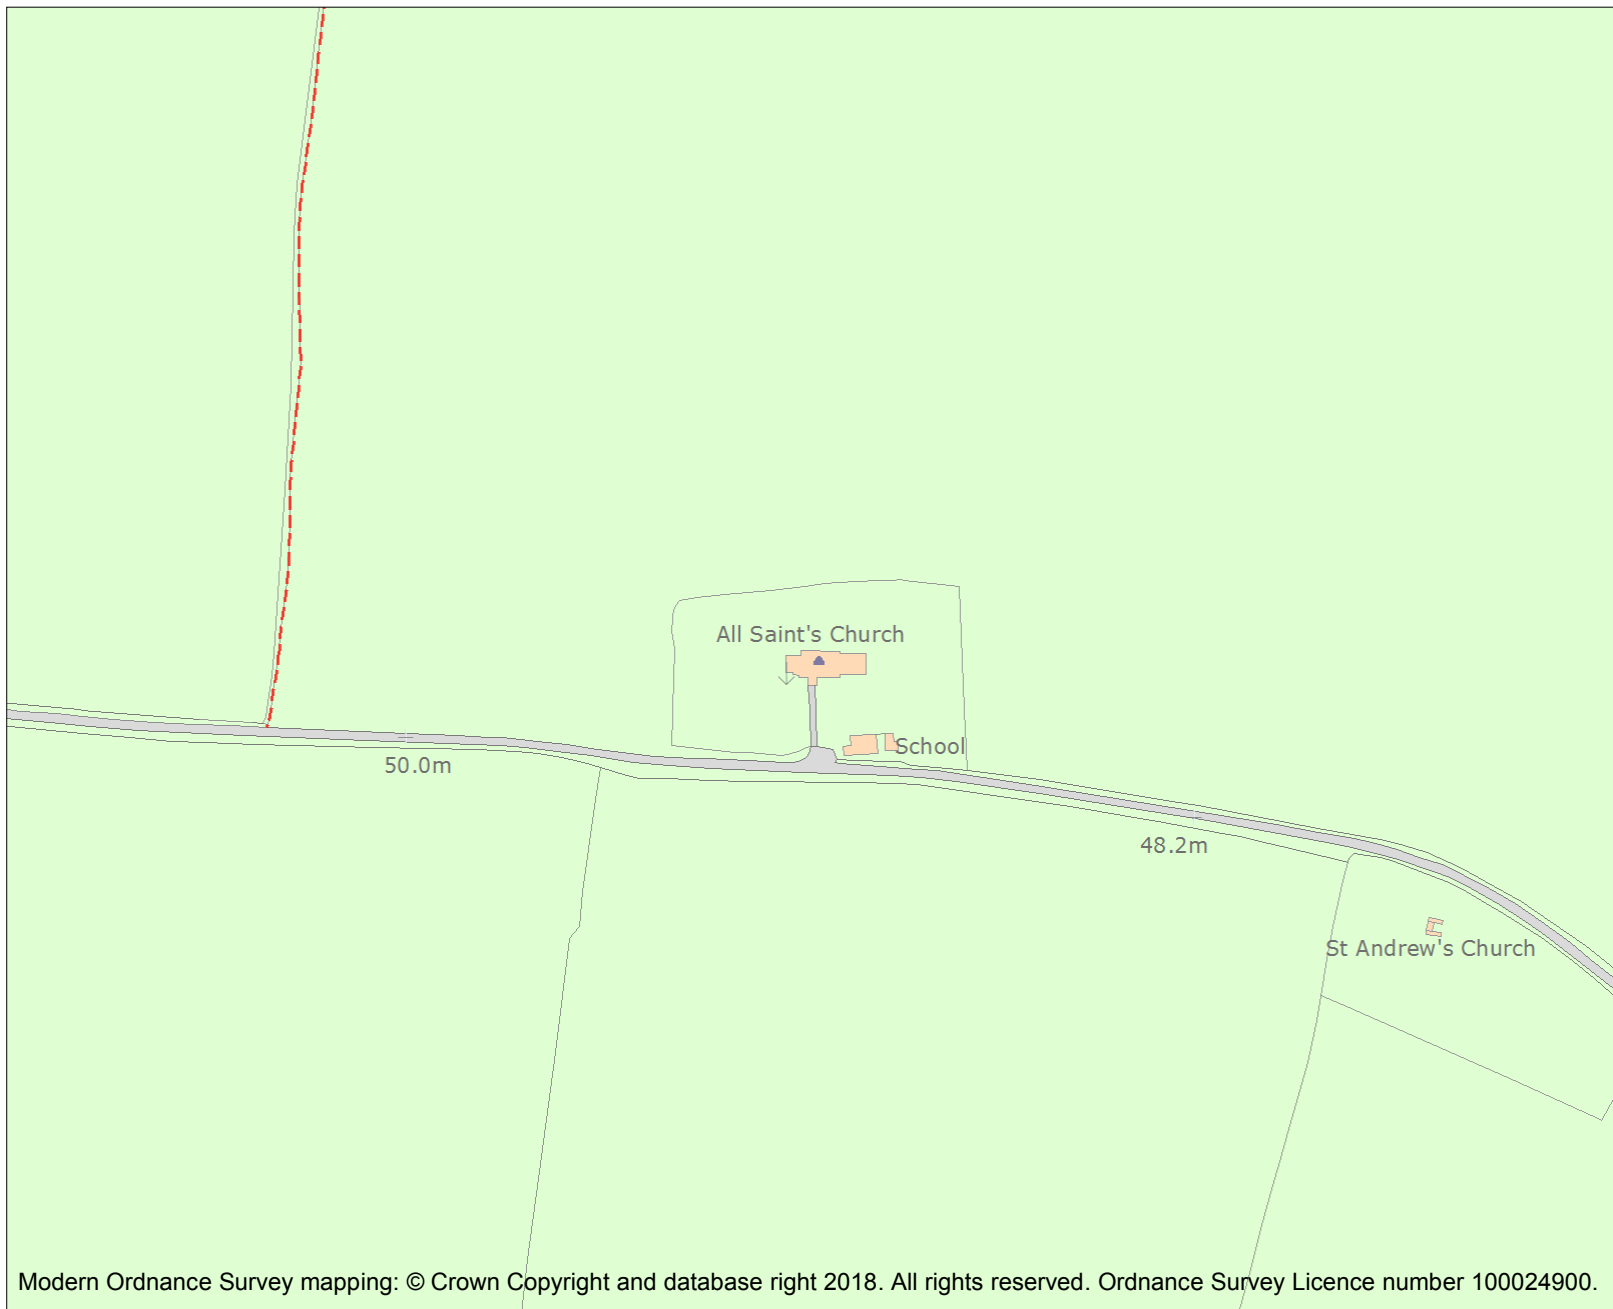 All Saint's Church
School
50.0m
48.2m
St Andrew's Church
Modern Ordnance Survey mapping: © Crown Copyright and database right 2018. All rights reserved. Ordnance Survey Licence number 100024900.